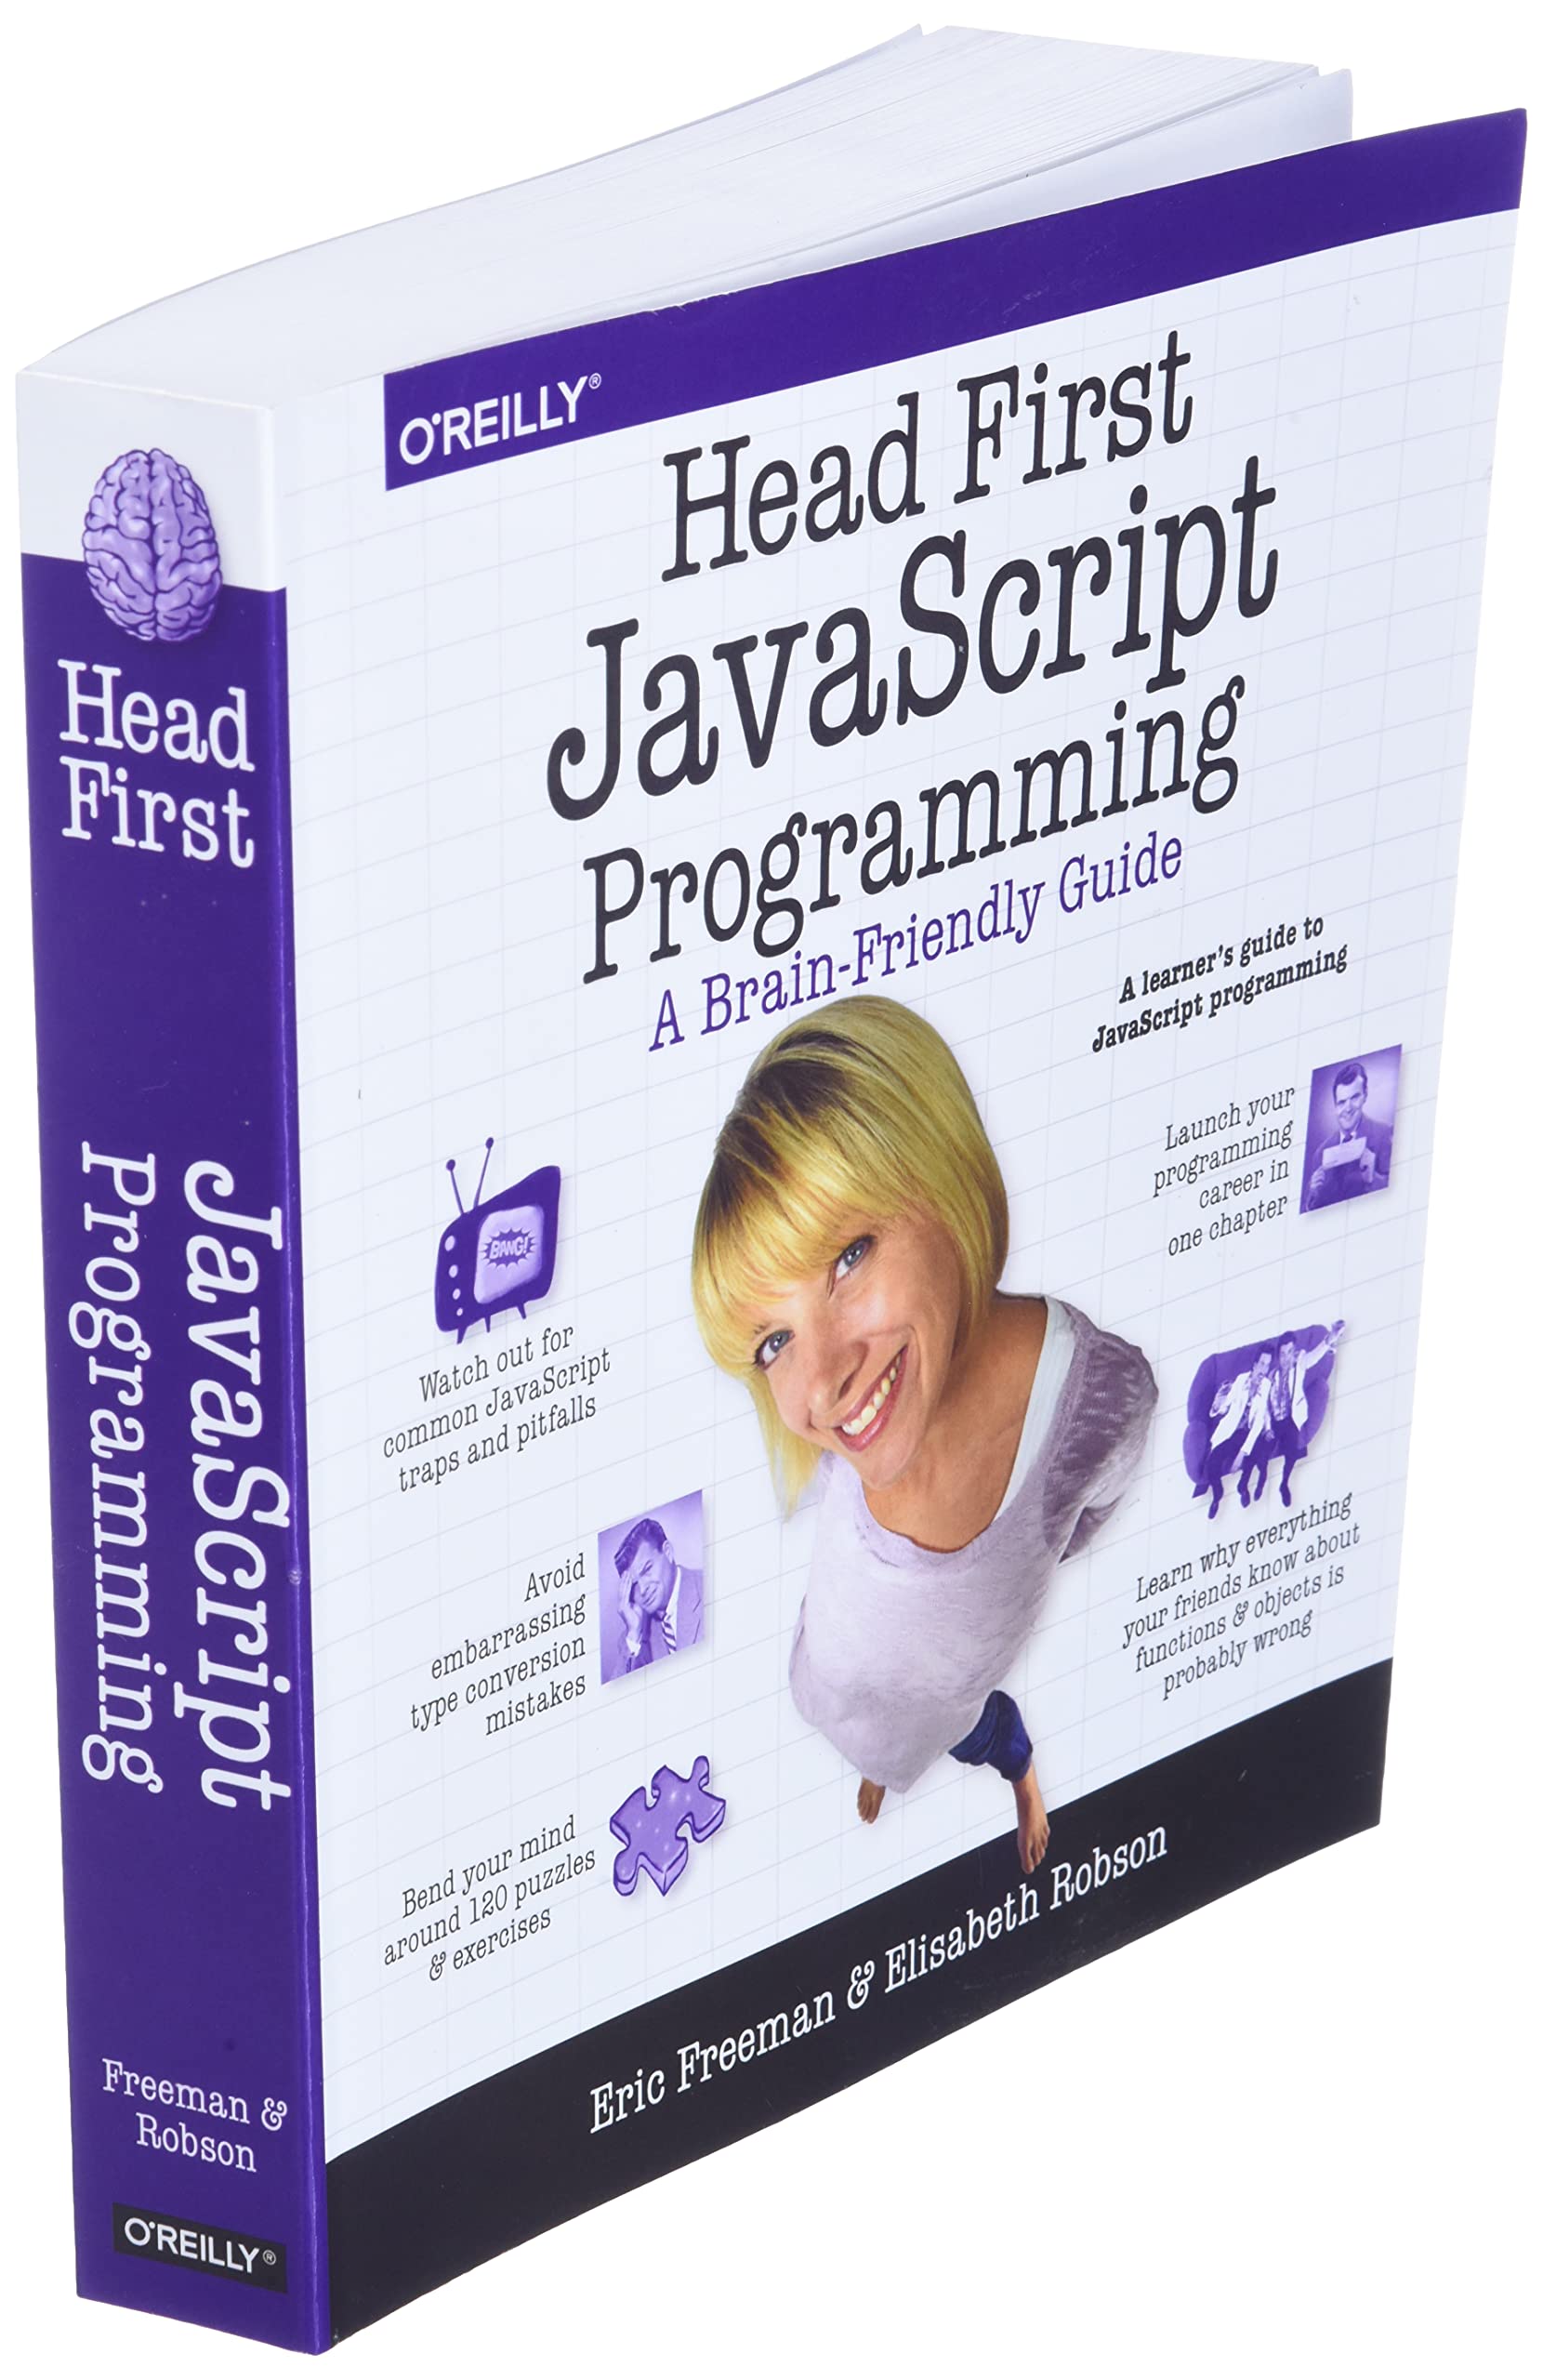 O'REILLY®
Head First
JavaScript
Programming
A Brain-Friendly Guide
A learner's guide to
JavaScript programming
Launch your
programming
career in
one chapter
BANG!
Watch out for
common JavaScript
traps and pitfalls
Avoid
embarrassing
type conversion
mistakes
Learn why everything
your friends know about
functions & objects is
probably wrong
Bend your mind
around 120 puzzles
& exercises
Eric Freeman & Elisabeth Robson
Head
First
JavaScript
Programming
Freeman &
Robson
O'REILLY®